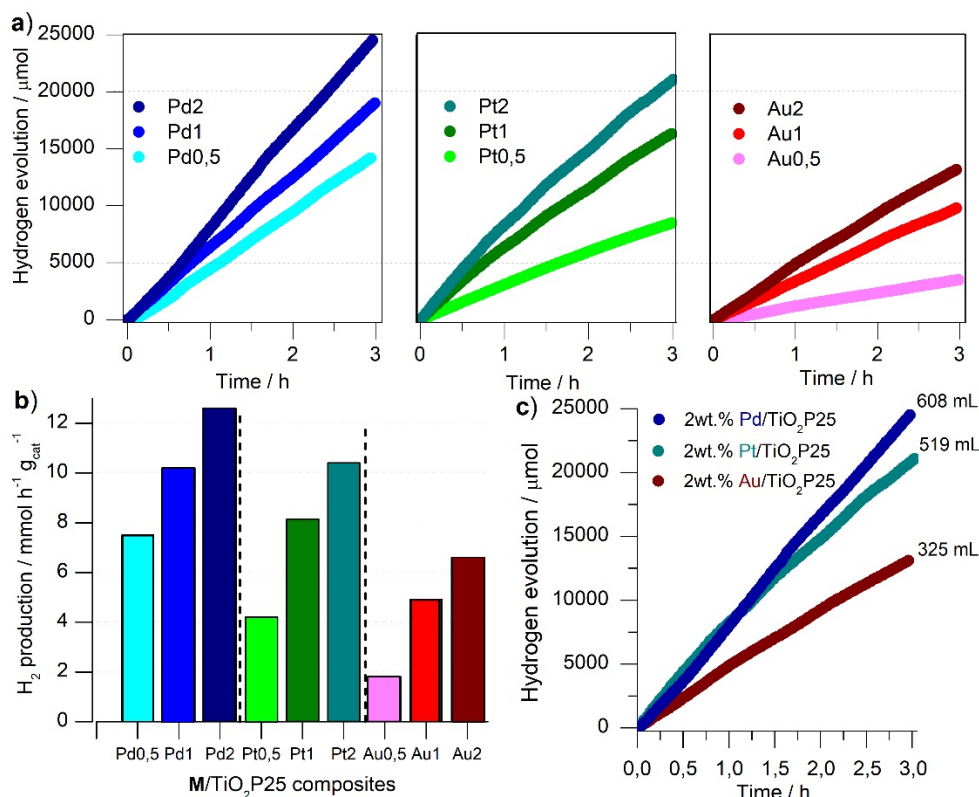 a)
Hydrogen evolution / μmol
25000
20000
15000
10000
5000
0
Pd2
Pd1
Pd0,5
0 1 2 3
Time / h
Pt2
Pt1
Pt0,5
0 1 2 3
Time / h
Au2
Au1
Au0,5
0 1 2 3
Time / h
b)
H₂ production / mmol h⁻¹ g_cat⁻¹
12
10
8
6
4
2
0
Pd0,5 Pd1 Pd2 Pt0,5 Pt1 Pt2 Au0,5 Au1 Au2
M/TiO₂P25 composites
c)
Hydrogen evolution / μmol
25000
20000
15000
10000
5000
0
2wt.% Pd/TiO₂P25
2wt.% Pt/TiO₂P25
2wt.% Au/TiO₂P25
608 mL
519 mL
325 mL
0,0 0,5 1,0 1,5 2,0 2,5 3,0
Time / h